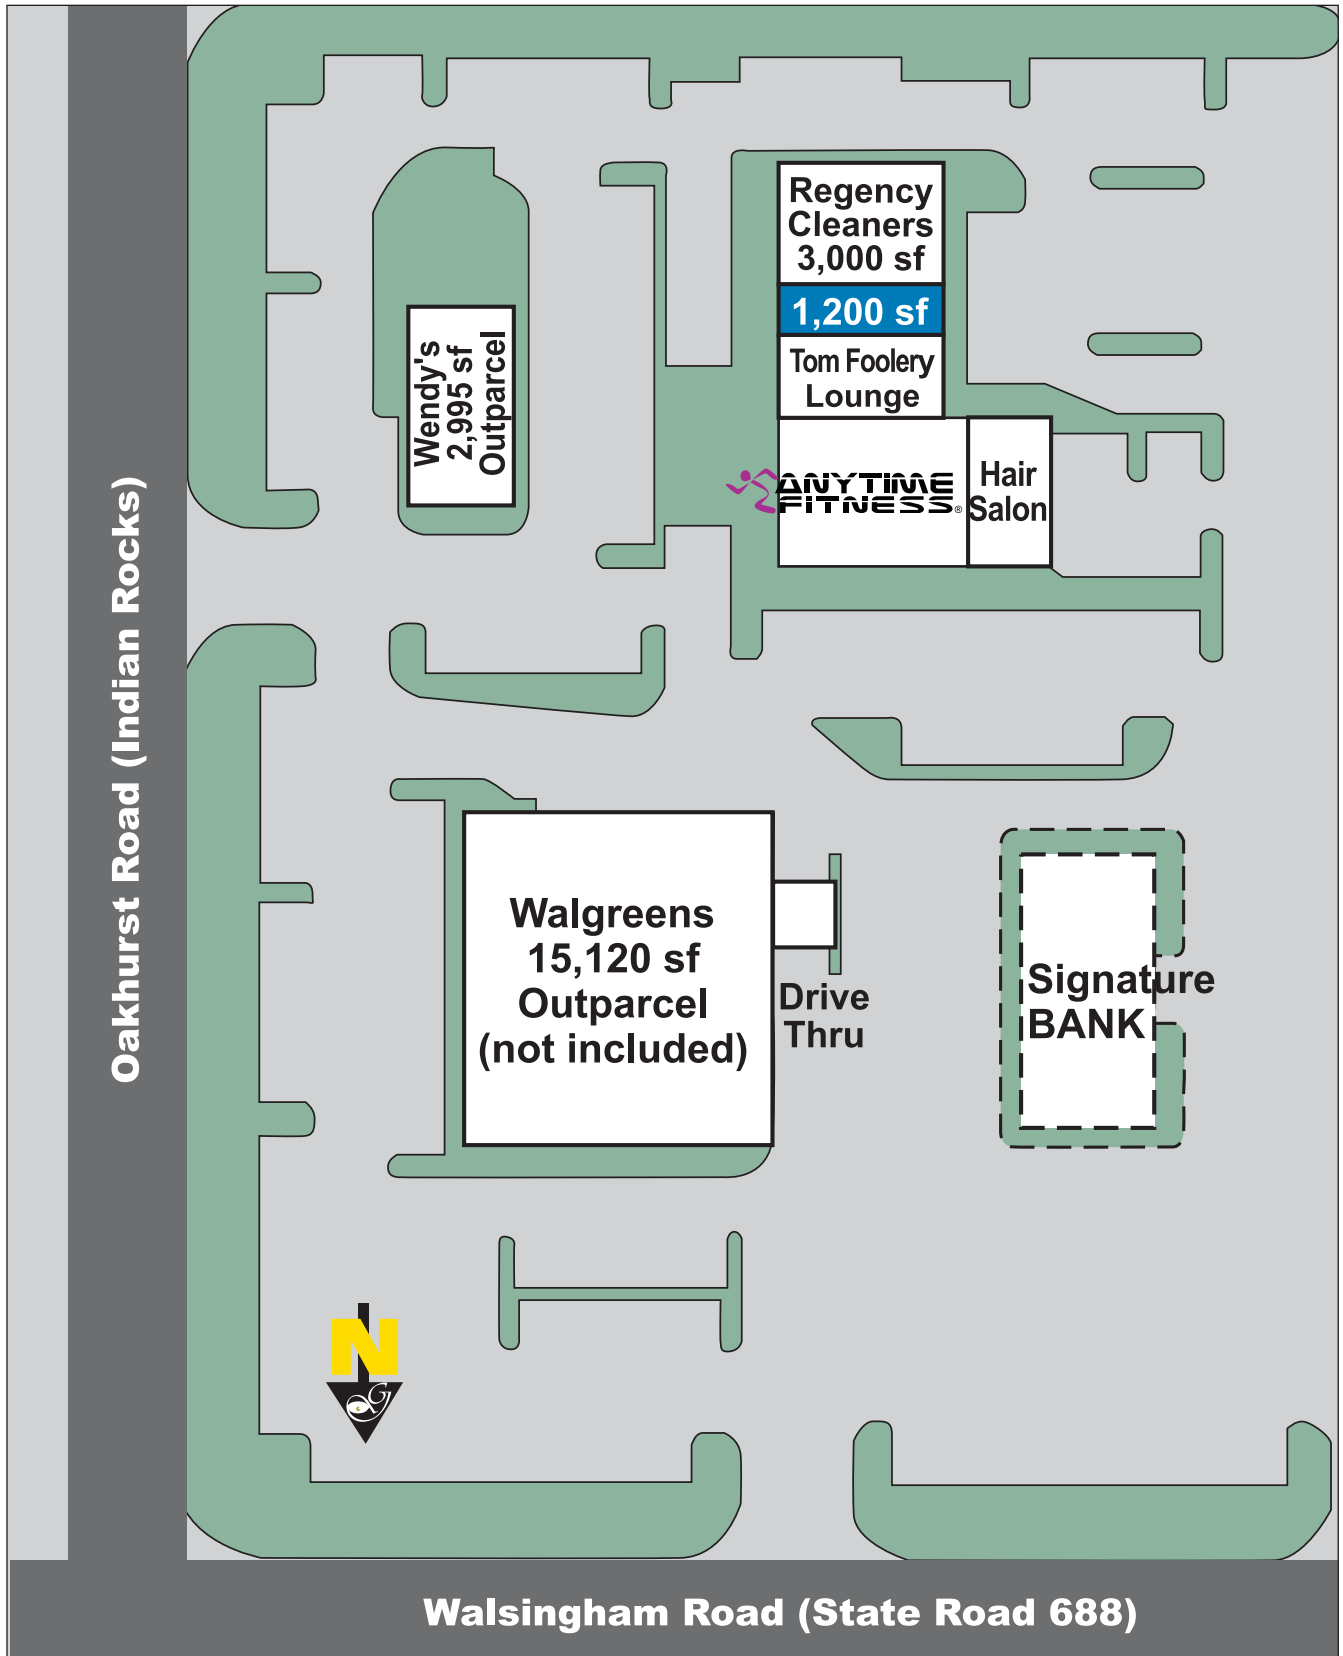 Regency
Cleaners
3,000 sf
1,200 sf
Tom Foolery
Lounge
Wendy's
2,995 sf
Outparcel
ANYTIME
FITNESS®
Hair
Salon
Oakhurst Road (Indian Rocks)
Walgreens
15,120 sf
Outparcel
(not included)
Drive
Thru
Signature
BANK
N
Walsingham Road (State Road 688)